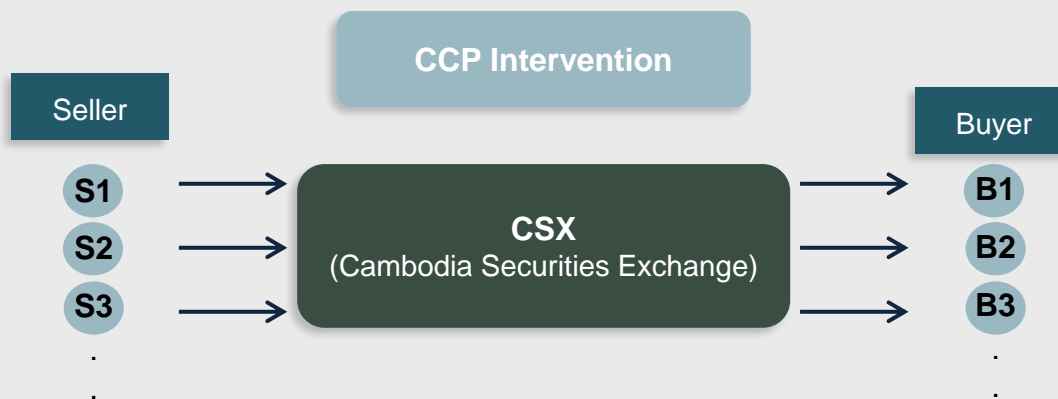 CCP Intervention
Seller
Buyer
S1
B1
S2
CSX
B2
(Cambodia Securities Exchange)
S3
B3
.
.
.
.